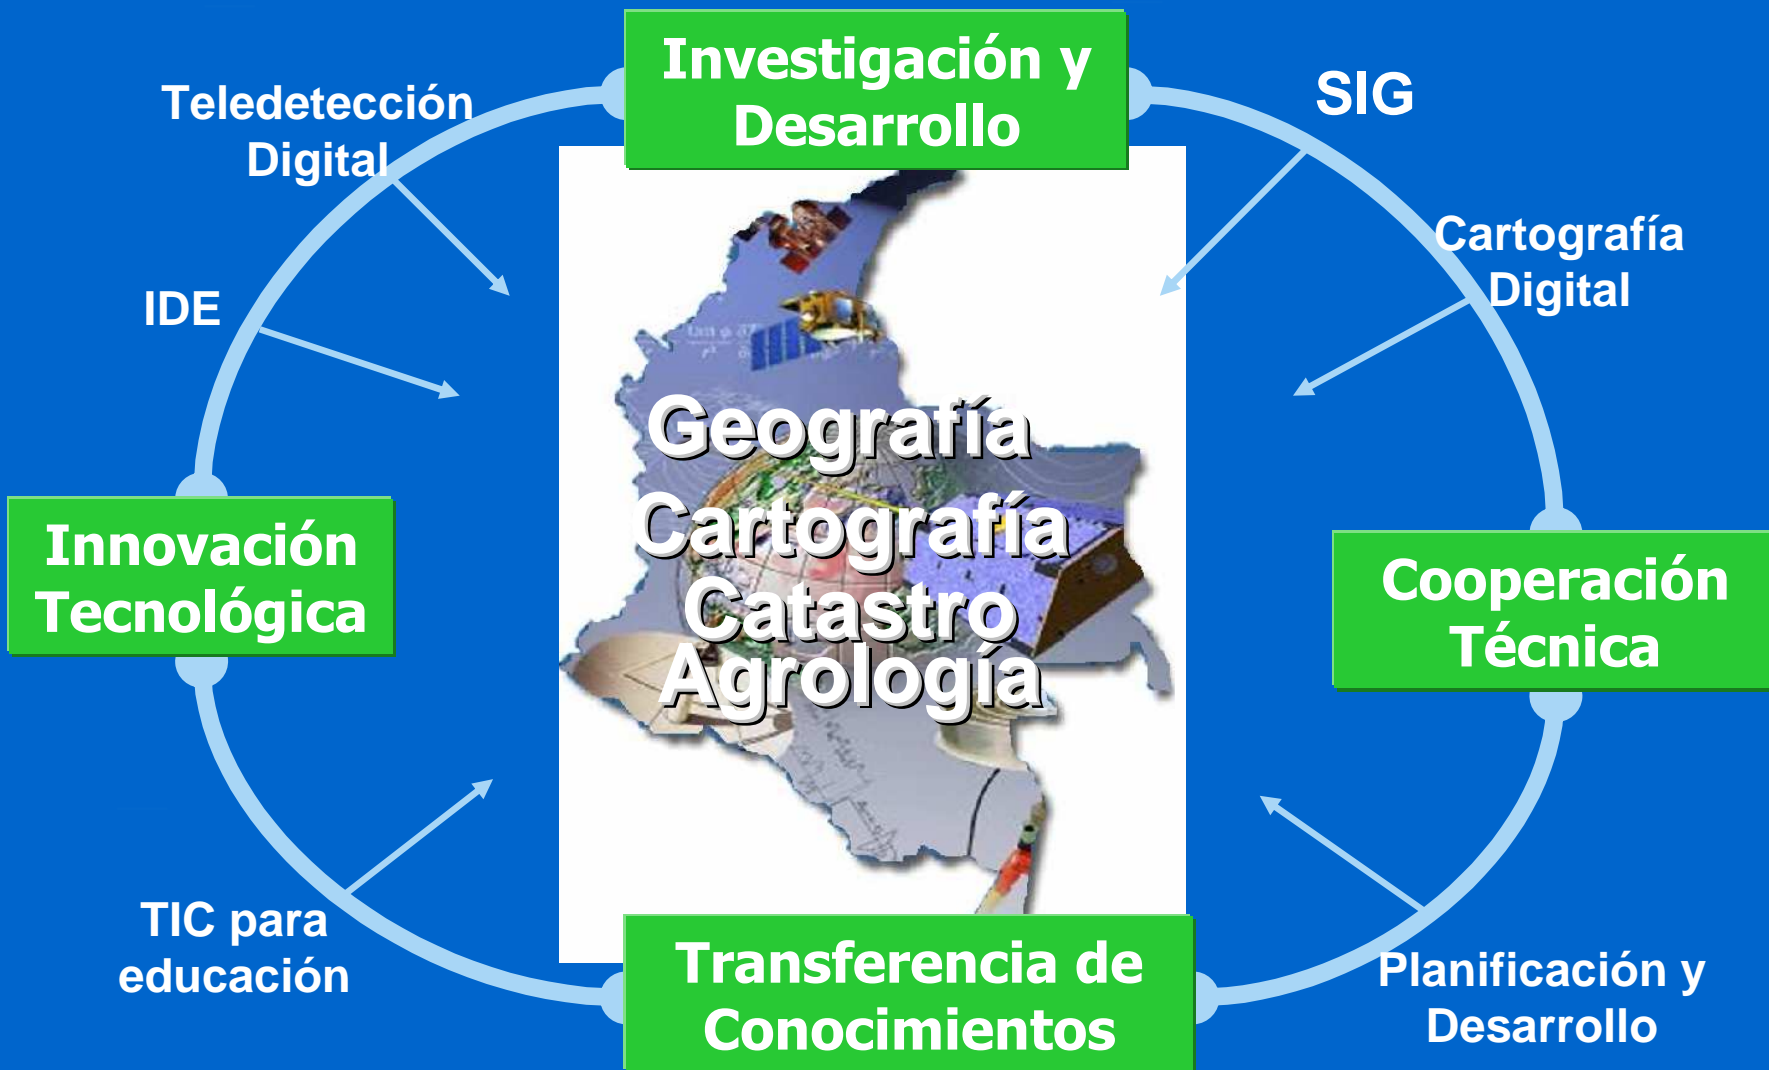 Investigación y
Desarrollo
Teledetección
Digital
SIG
Cartografía
Digital
IDE
Geografía
Cartografía
Catastro
Agrología
Innovación
Tecnológica
Cooperación
Técnica
TIC para
educación
Transferencia de
Conocimientos
Planificación y
Desarrollo